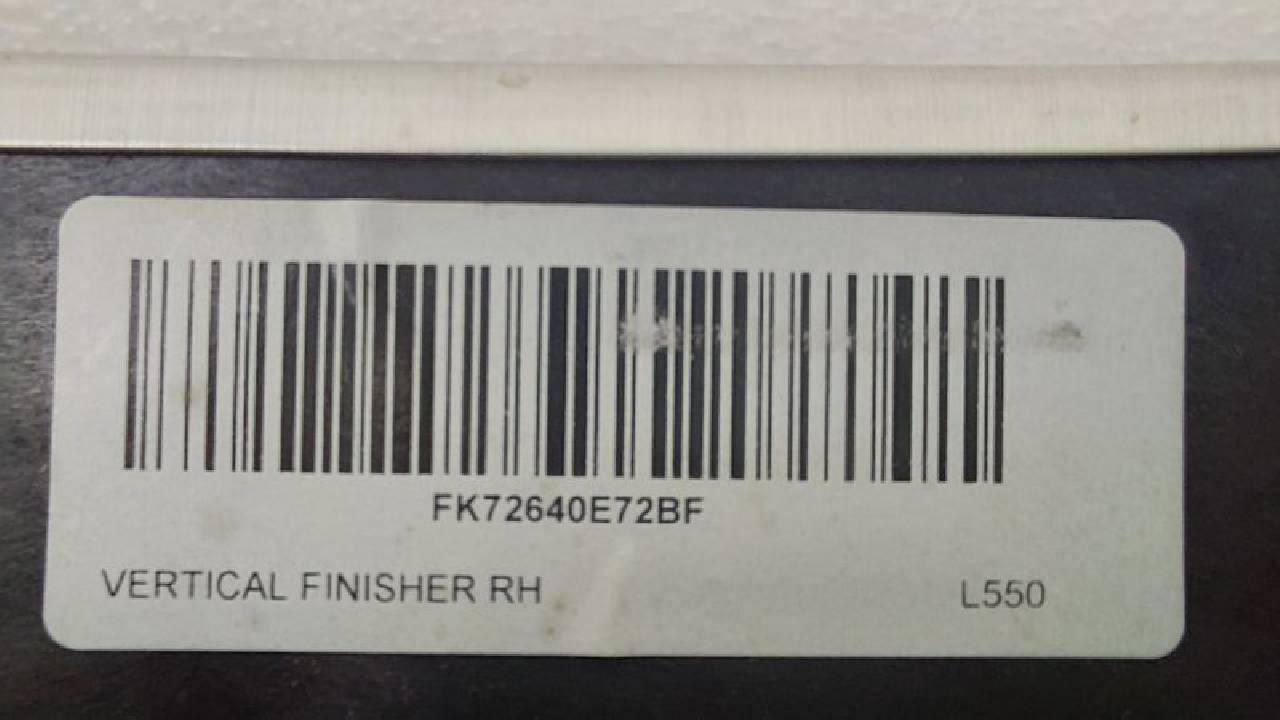 FK72640E72BF
VERTICAL FINISHER RH
L550